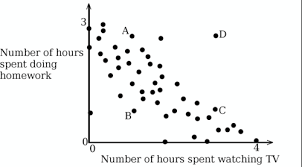 3
A
D
Number of hours
spent doing
homework
B
C
0
0
4
Number of hours spent watching TV